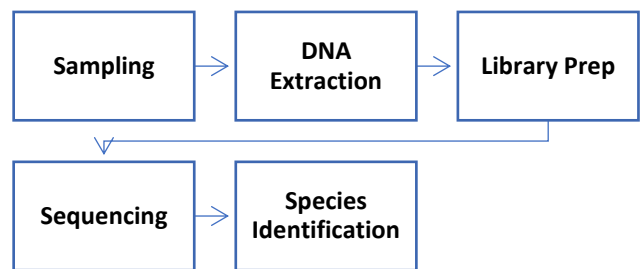 Sampling
DNA
Extraction
Library Prep
Sequencing
Species
Identification